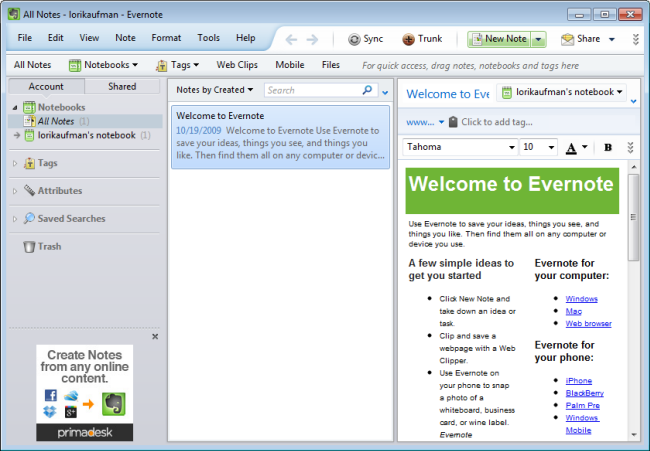 All Notes - lorikaufman - Evernote
File Edit View Note Format Tools Help Sync Trunk New Note Share
All Notes Notebooks Tags Web Clips Mobile Files For quick access, drag notes, notebooks and tags here
Account Shared
Notebooks
All Notes (1)
lorikaufman's notebook (1)
Tags
Attributes
Saved Searches
Trash
Create Notes
from any online
content.
primadesk
Notes by Created Search
Welcome to Evernote
10/19/2009 Welcome to Evernote Use Evernote to
save your ideas, things you see, and things you
like. Then find them all on any computer or devic...
Welcome to Eve lorikaufman's notebook
www... Click to add tag...
Tahoma 10 A B
Welcome to Evernote
Use Evernote to save your ideas, things you see, and
things you like. Then find them all on any computer or
device you use.
A few simple ideas to
get you started
Click New Note and
take down an idea or
task.
Clip and save a
webpage with a Web
Clipper.
Use Evernote on
your phone to snap
a photo of a
whiteboard, business
card, or wine label.
Evernote
Evernote for
your computer:
Windows
Mac
Web browser
Evernote for
your phone:
iPhone
BlackBerry
Palm Pre
Windows
Mobile